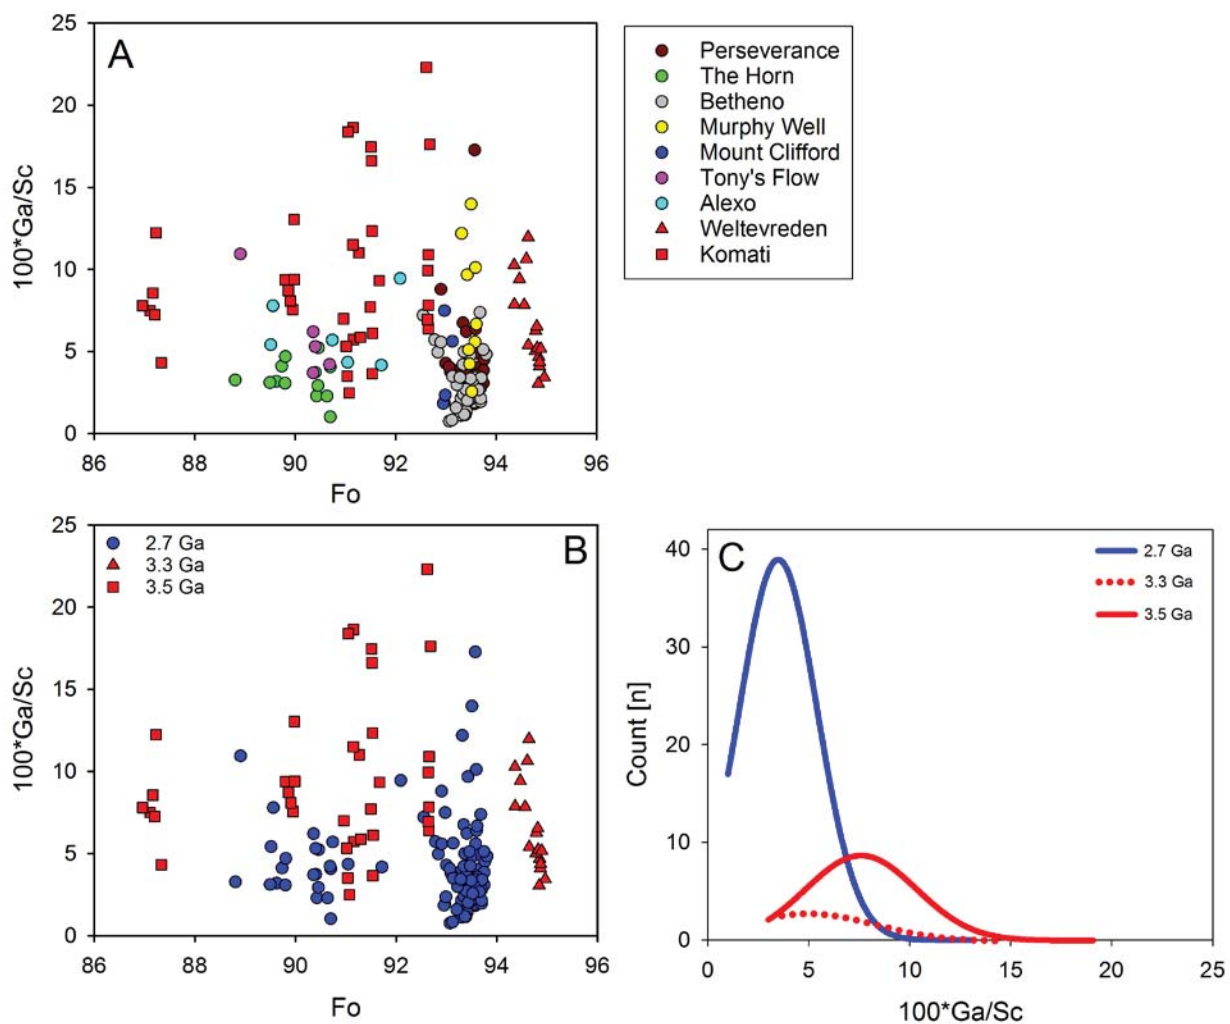 25
20
15
10
5
0
100*Ga/Sc
A
86 88 90 92 94 96
Fo
Perseverance
The Horn
Betheno
Murphy Well
Mount Clifford
Tony's Flow
Alexo
Weltevreden
Komati
25
20
15
10
5
0
100*Ga/Sc
2.7 Ga
3.3 Ga
3.5 Ga
B
86 88 90 92 94 96
Fo
40
30
20
10
0
Count [n]
C
2.7 Ga
3.3 Ga
3.5 Ga
0 5 10 15 20 25
100*Ga/Sc